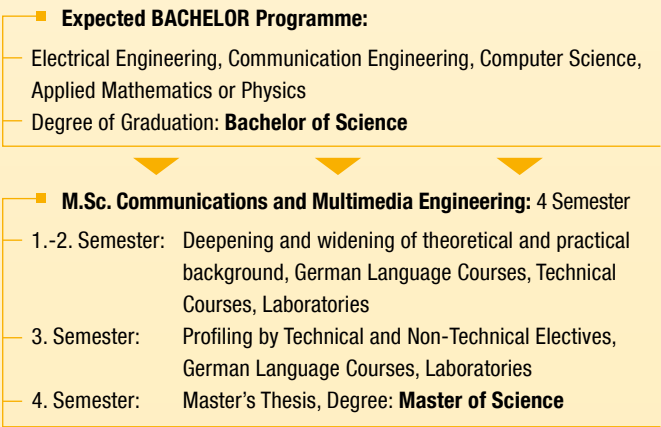 Expected BACHELOR Programme:
Electrical Engineering, Communication Engineering, Computer Science,
Applied Mathematics or Physics
Degree of Graduation: Bachelor of Science
M.Sc. Communications and Multimedia Engineering: 4 Semester
1.-2. Semester: Deepening and widening of theoretical and practical
background, German Language Courses, Technical
Courses, Laboratories
3. Semester: Profiling by Technical and Non-Technical Electives,
German Language Courses, Laboratories
4. Semester: Master's Thesis, Degree: Master of Science